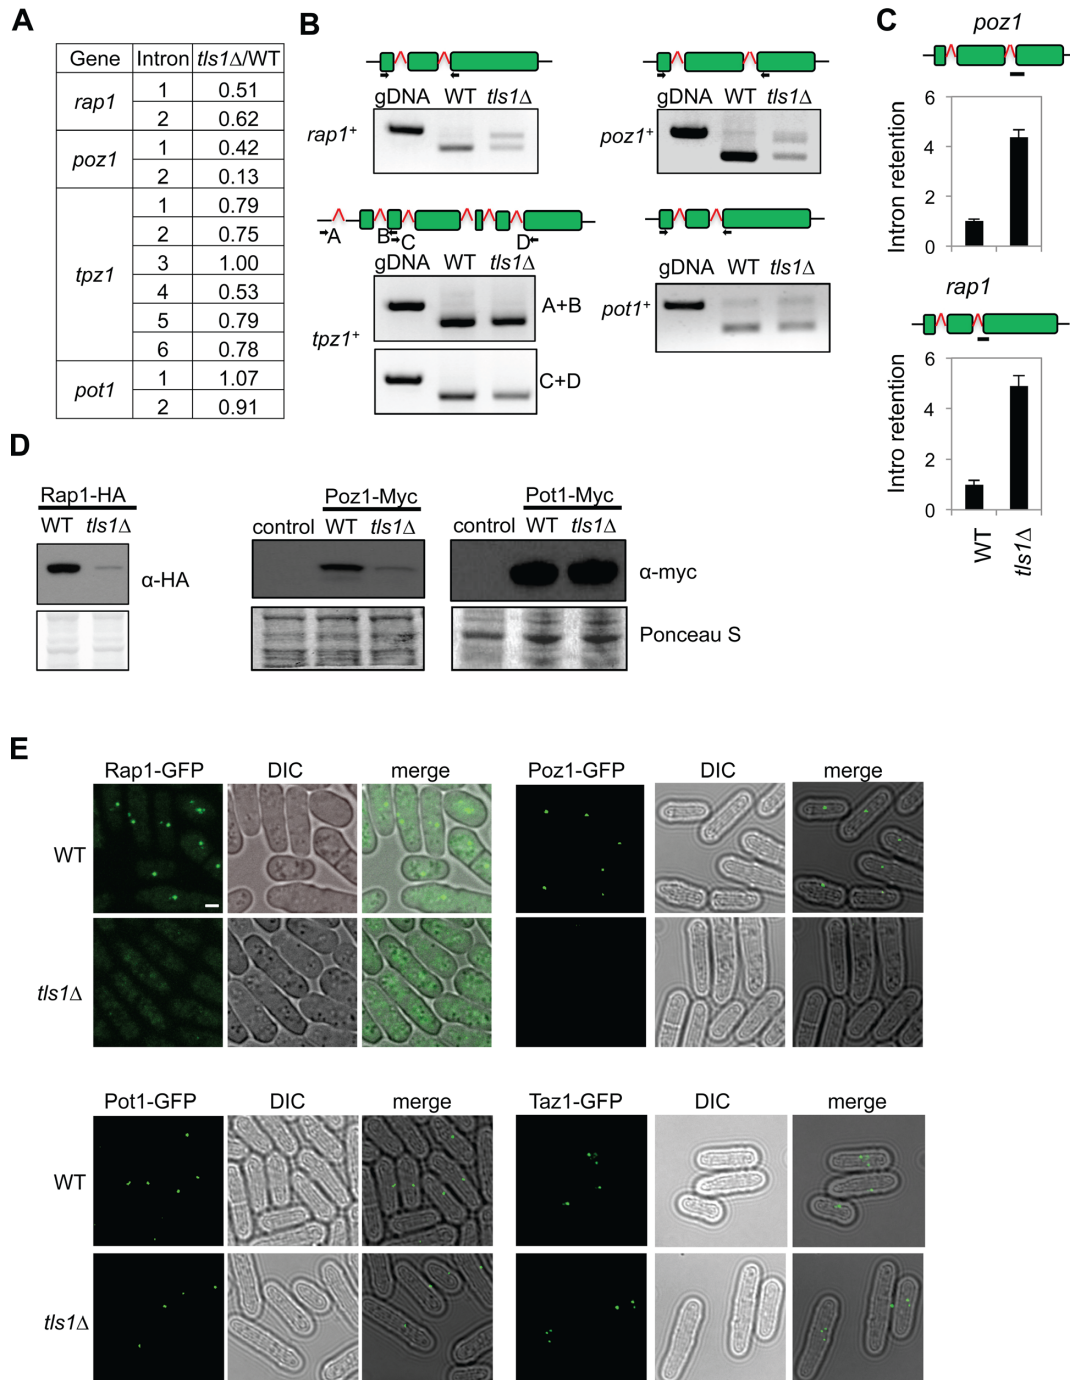 A
Gene Intron tls1Δ/WT
rap1 1 0.51
2 0.62
poz1 1 0.42
2 0.13
tpz1 1 0.79
2 0.75
3 1.00
4 0.53
5 0.79
6 0.78
pot1 1 1.07
2 0.91
B
gDNA WT tls1Δ
rap1+
gDNA WT tls1Δ
poz1+
A B C D
gDNA WT tls1Δ
A+B
tpz1+
C+D
gDNA WT tls1Δ
pot1+
C
poz1
Intron retention
6
4
2
0
rap1
Intro retention
6
4
2
0
WT tls1Δ
D
Rap1-HA
WT tls1Δ
α-HA
Poz1-Myc
control WT tls1Δ
Pot1-Myc
control WT tls1Δ
α-myc
Ponceau S
E
Rap1-GFP DIC merge
Poz1-GFP DIC merge
WT
tls1Δ
Pot1-GFP DIC merge
Taz1-GFP DIC merge
WT
tls1Δ